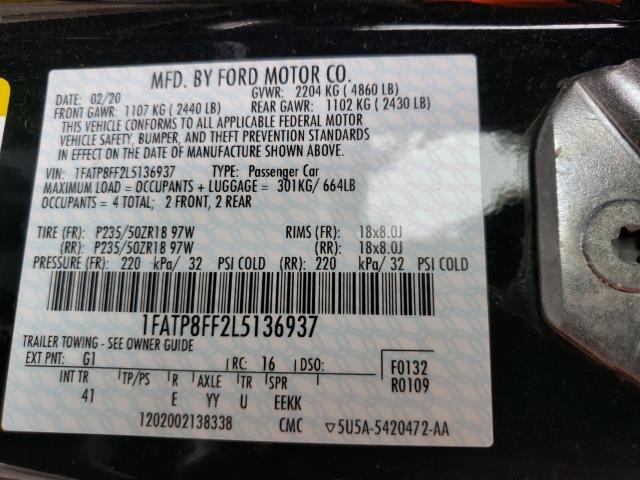 MFD. BY FORD MOTOR CO.
DATE: 02/20 GVWR: 2204 KG ( 4860 LB)
FRONT GAWR: 1107 KG ( 2440 LB) REAR GAWR: 1102 KG ( 2430 LB)
THIS VEHICLE CONFORMS TO ALL APPLICABLE FEDERAL MOTOR
VEHICLE SAFETY, BUMPER, AND THEFT PREVENTION STANDARDS
IN EFFECT ON THE DATE OF MANUFACTURE SHOWN ABOVE.
VIN: 1FATP8FF2L5136937 TYPE: Passenger Car
MAXIMUM LOAD = OCCUPANTS + LUGGAGE = 301KG/ 664LB
OCCUPANTS = 4 TOTAL; 2 FRONT, 2 REAR
TIRE (FR): P235/50ZR18 97W RIMS (FR): 18x8.0J
(RR): P235/50ZR18 97W (RR): 18x8.0J
PRESSURE (FR): 220 kPa/ 32 PSI COLD (RR): 220 kPa/ 32 PSI COLD
1FATP8FF2L5136937
TRAILER TOWING - SEE OWNER GUIDE
EXT PNT: G1 RC: 16 DSO: F0132
INT TR TP/PS R AXLE TR SPR R0109
41 E YY U EEKK
1202002138338 CMC ▽5U5A-5420472-AA